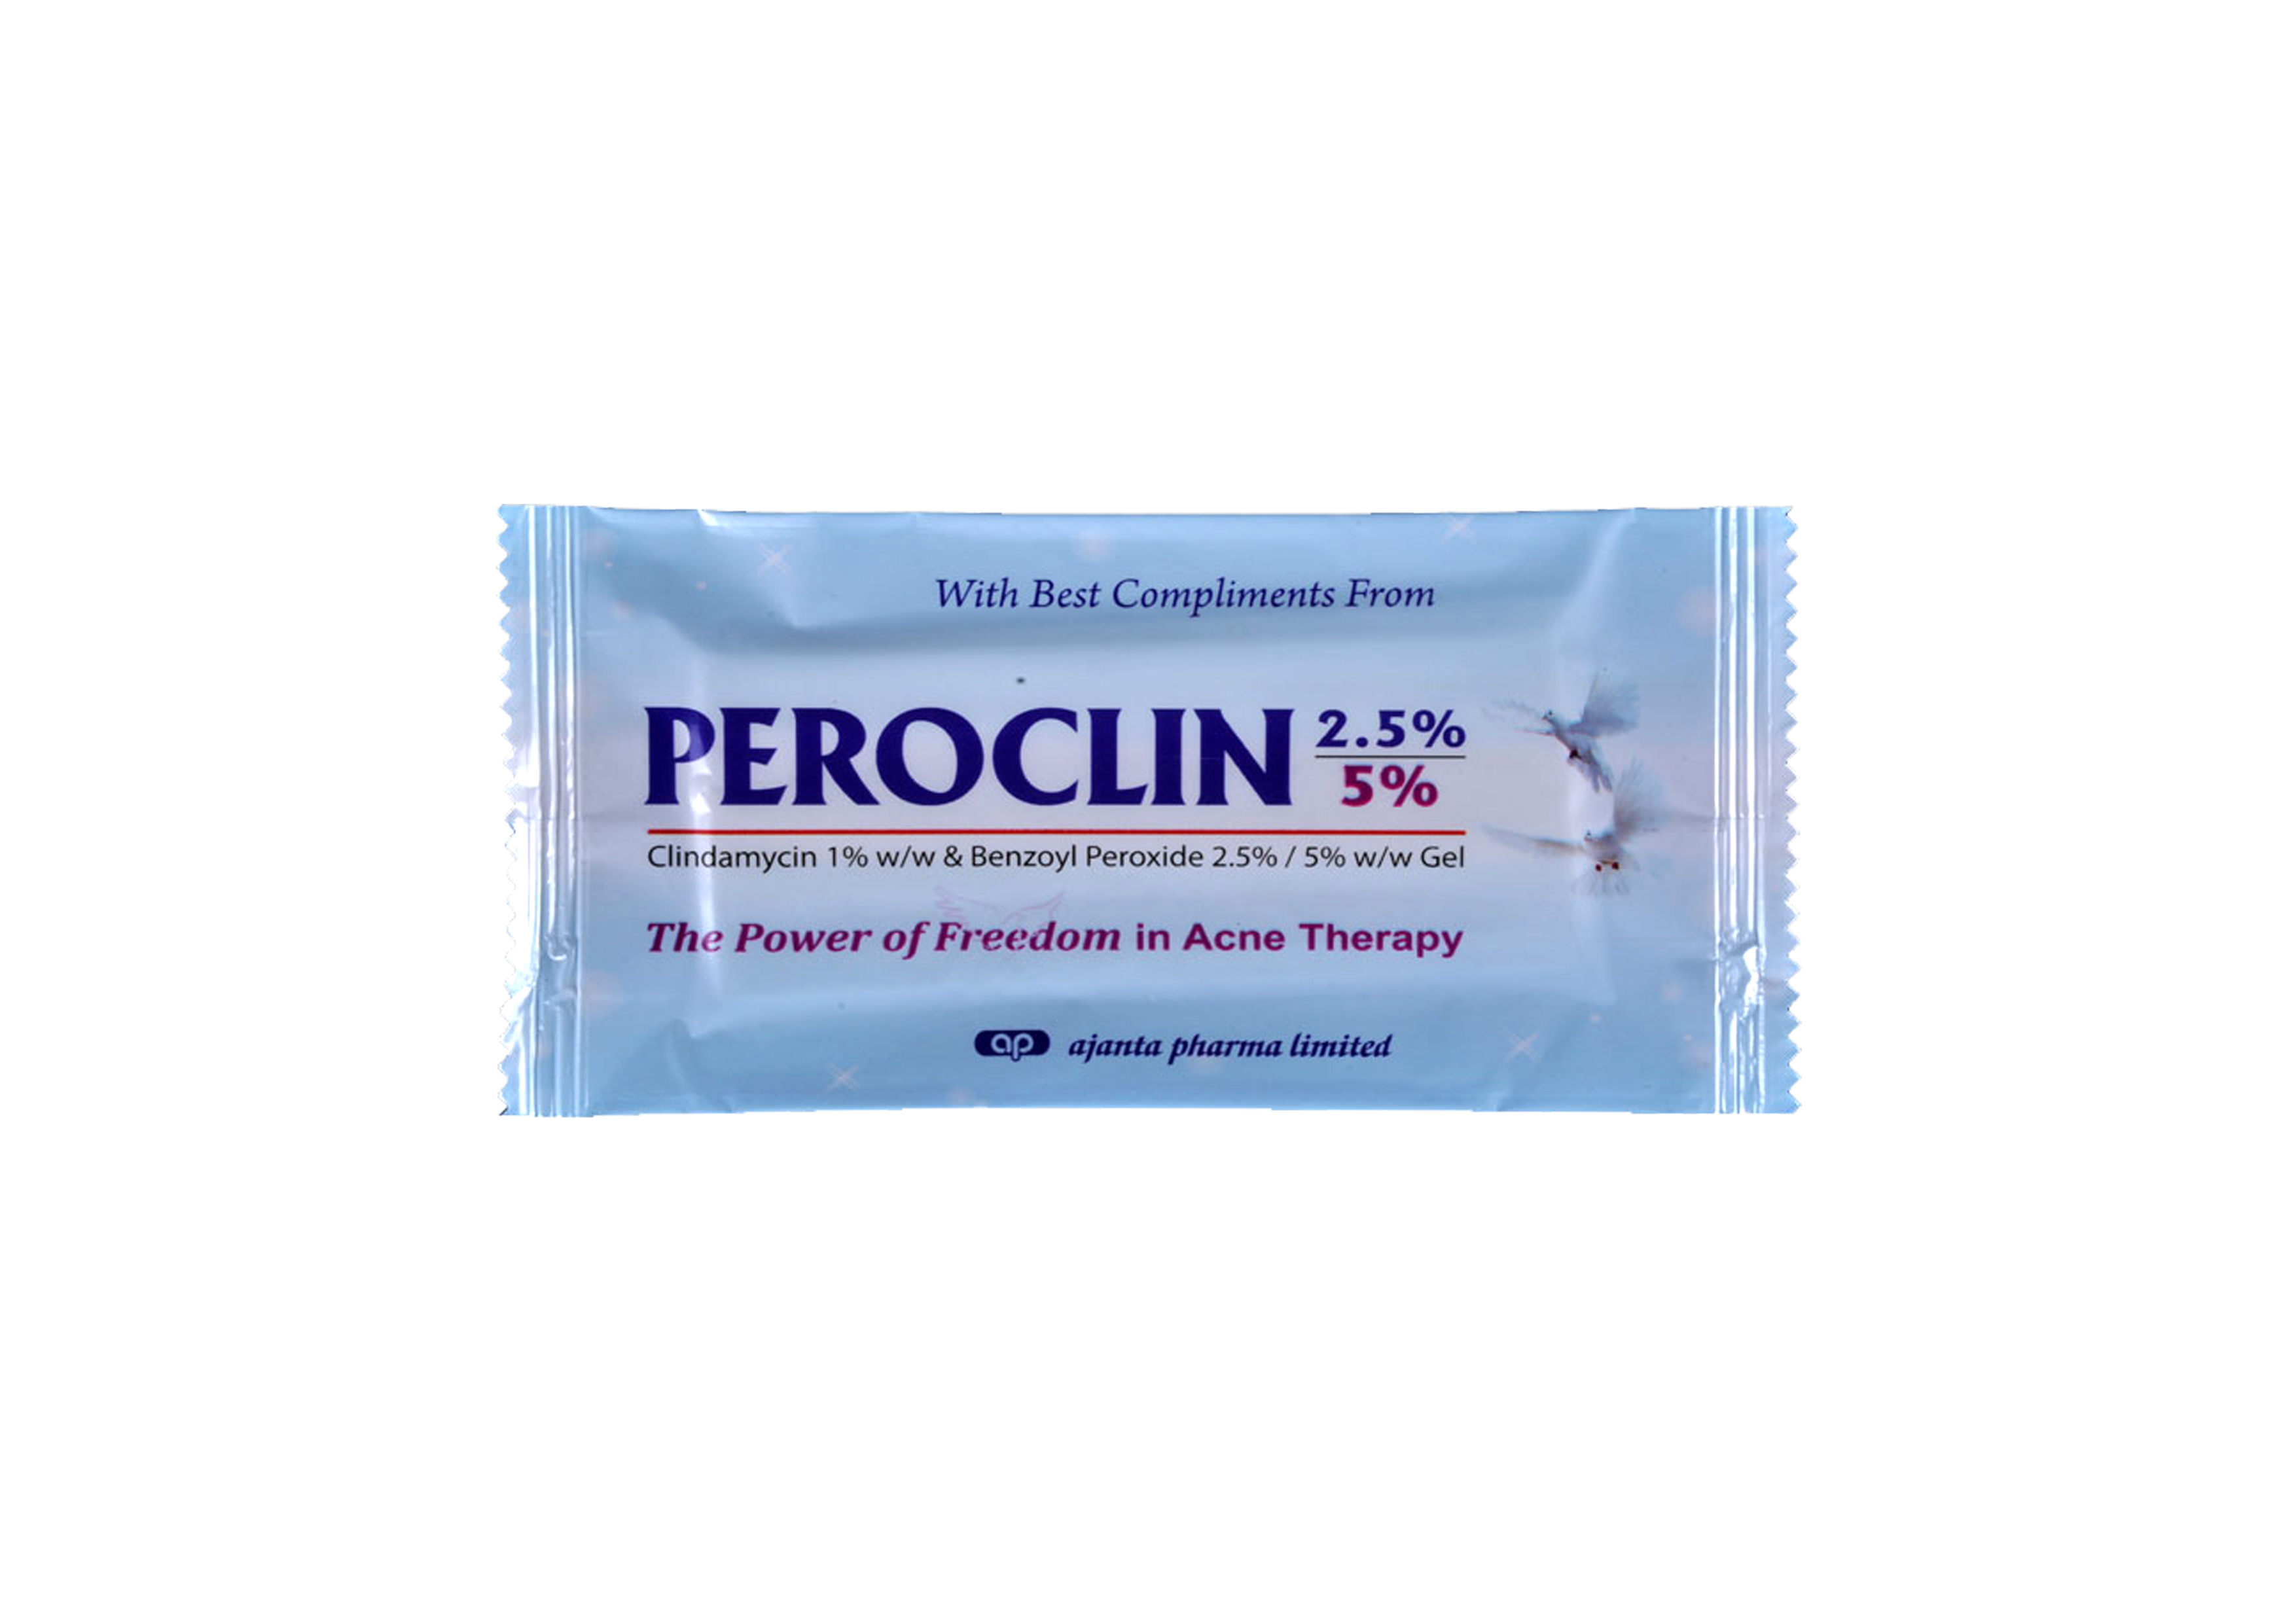 With Best Compliments From
PEROCLIN 2.5%
5%
Clindamycin 1% w/w & Benzoyl Peroxide 2.5% / 5% w/w Gel
The Power of Freedom in Acne Therapy
ap ajanta pharma limited